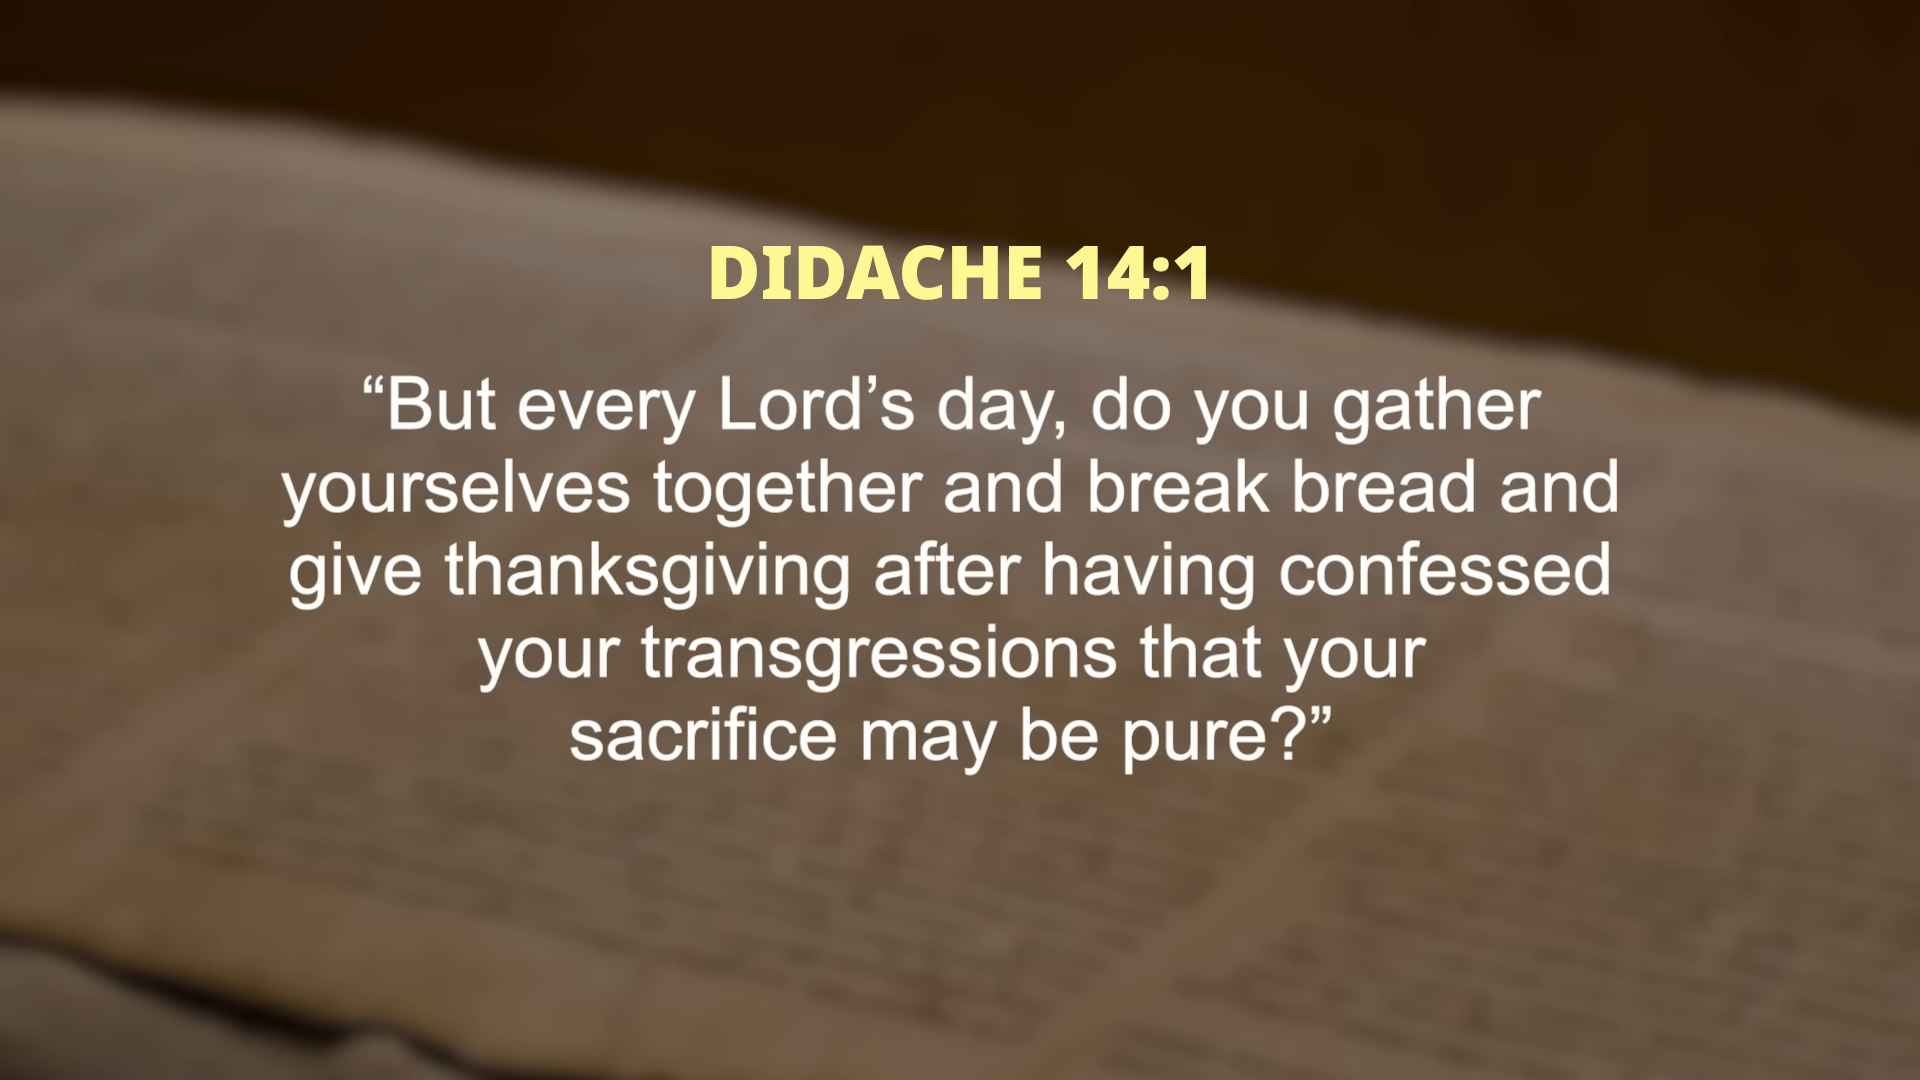 DIDACHE 14:1
“But every Lord’s day, do you gather
yourselves together and break bread and
give thanksgiving after having confessed
your transgressions that your
sacrifice may be pure?”